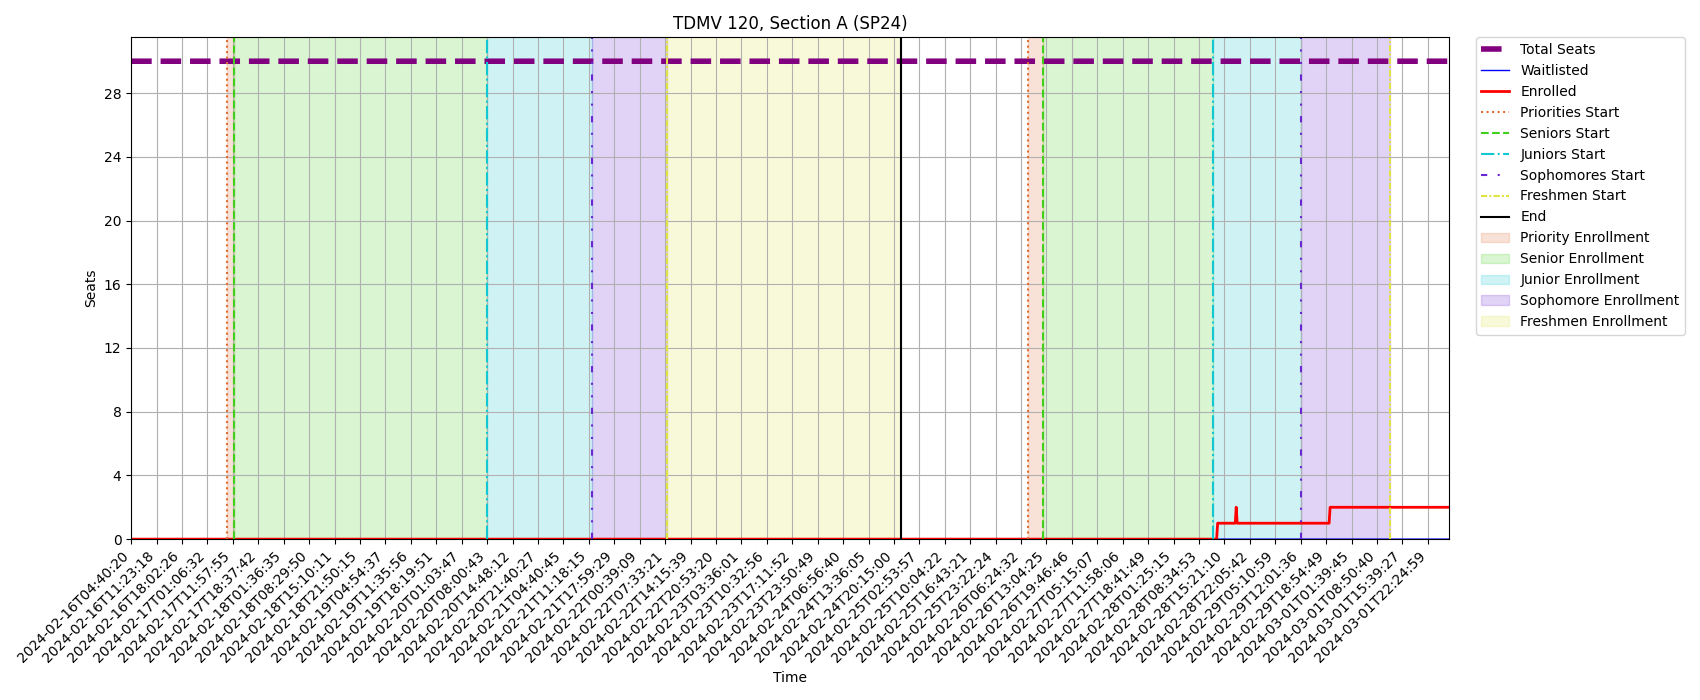 TDMV 120, Section A (SP24)
Seats
28
24
20
16
12
8
4
0
2024-02-16T04:40:20
2024-02-16T11:23:18
2024-02-16T18:02:26
2024-02-17T01:06:32
2024-02-17T11:57:55
2024-02-17T18:37:42
2024-02-18T01:36:35
2024-02-18T08:29:50
2024-02-18T15:10:11
2024-02-18T21:50:15
2024-02-19T04:54:37
2024-02-19T11:35:56
2024-02-19T18:19:51
2024-02-20T01:03:47
2024-02-20T08:00:43
2024-02-20T14:48:12
2024-02-20T21:40:27
2024-02-21T04:40:45
2024-02-21T11:18:15
2024-02-21T17:59:29
2024-02-22T00:39:09
2024-02-22T07:33:21
2024-02-22T14:15:39
2024-02-22T20:53:20
2024-02-23T03:36:01
2024-02-23T10:32:56
2024-02-23T17:11:52
2024-02-23T23:50:49
2024-02-24T06:56:40
2024-02-24T13:36:05
2024-02-24T20:15:00
2024-02-25T02:53:57
2024-02-25T10:04:22
2024-02-25T16:43:21
2024-02-25T23:22:24
2024-02-26T06:24:32
2024-02-26T13:04:25
2024-02-26T19:46:46
2024-02-27T05:15:07
2024-02-27T11:58:06
2024-02-27T18:41:49
2024-02-28T01:25:15
2024-02-28T08:34:53
2024-02-28T15:21:10
2024-02-28T22:05:42
2024-02-29T05:10:59
2024-02-29T12:01:36
2024-02-29T18:54:49
2024-03-01T01:39:45
2024-03-01T08:50:40
2024-03-01T15:39:27
2024-03-01T22:24:59
Time
Total Seats
Waitlisted
Enrolled
Priorities Start
Seniors Start
Juniors Start
Sophomores Start
Freshmen Start
End
Priority Enrollment
Senior Enrollment
Junior Enrollment
Sophomore Enrollment
Freshmen Enrollment